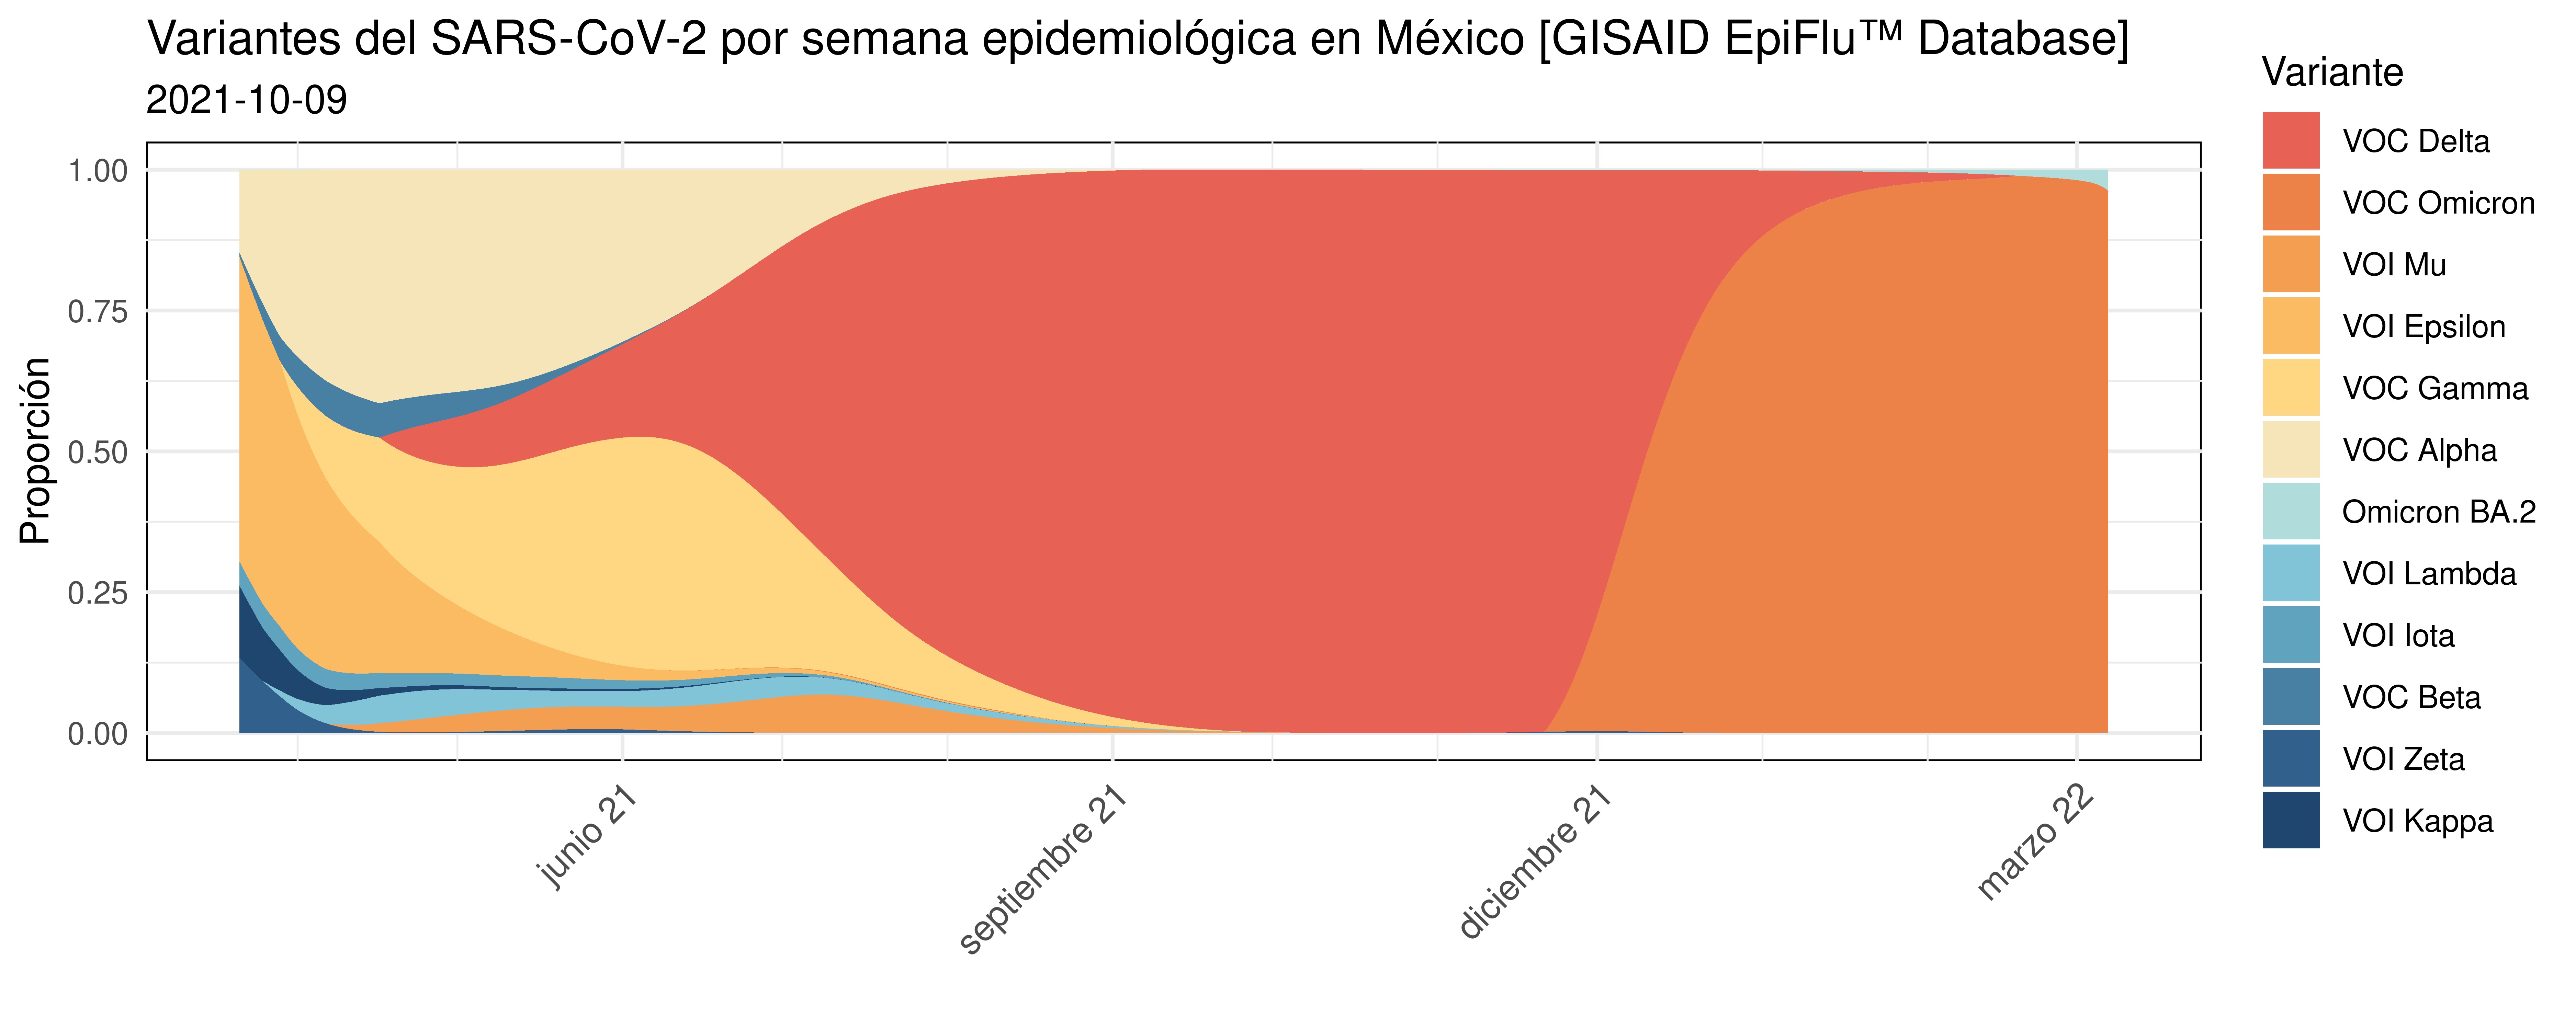 Variantes del SARS-CoV-2 por semana epidemiológica en México [GISAID EpiFlu™ Database]
2021-10-09
Proporción
1.00
0.75
0.50
0.25
0.00
junio 21
septiembre 21
diciembre 21
marzo 22
Variante
VOC Delta
VOC Omicron
VOI Mu
VOI Epsilon
VOC Gamma
VOC Alpha
Omicron BA.2
VOI Lambda
VOI Iota
VOC Beta
VOI Zeta
VOI Kappa